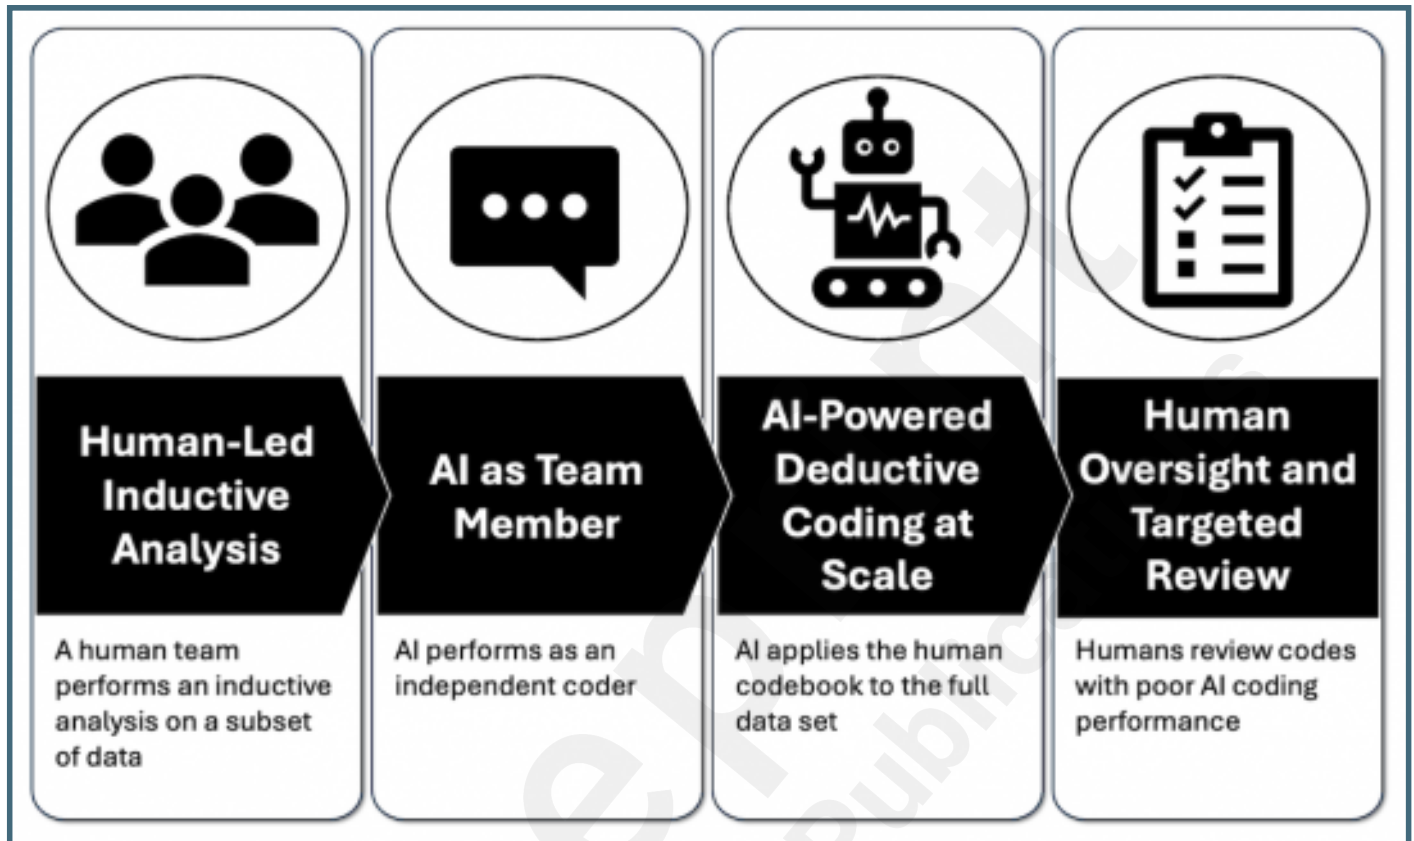 Human-Led
Inductive
Analysis
A human team
performs an inductive
analysis on a subset
of data
AI as Team
Member
AI performs as an
independent coder
AI-Powered
Deductive
Coding at
Scale
AI applies the human
codebook to the full
data set
Human
Oversight and
Targeted
Review
Humans review codes
with poor AI coding
performance